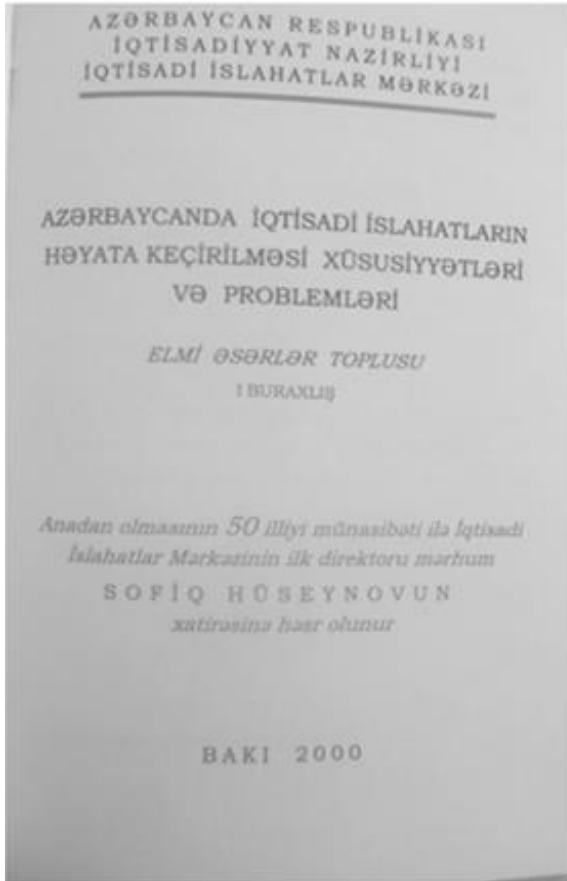 AZƏRBAYCAN RESPUBLİKASI
İQTİSADİYYAT NAZİRLİYİ
İQTİSADİ İSLAHATLAR MƏRKƏZİ
AZƏRBAYCANDA İQTİSADİ İSLAHATLARIN
HƏYATA KEÇİRİLMƏSİ XÜSUSİYYƏTLƏRİ
VƏ PROBLEMLƏRİ
ELMİ ƏSƏRLƏR TOPLUSU
I BURAXLIŞ
Anadan olmasının 50 illiyi münasibəti ilə İqtisadi
İslahatlar Mərkəzinin ilk direktoru mərhum
SOFİQ HÜSEYNOVUN
xatirəsinə həsr olunur
BAKI 2000